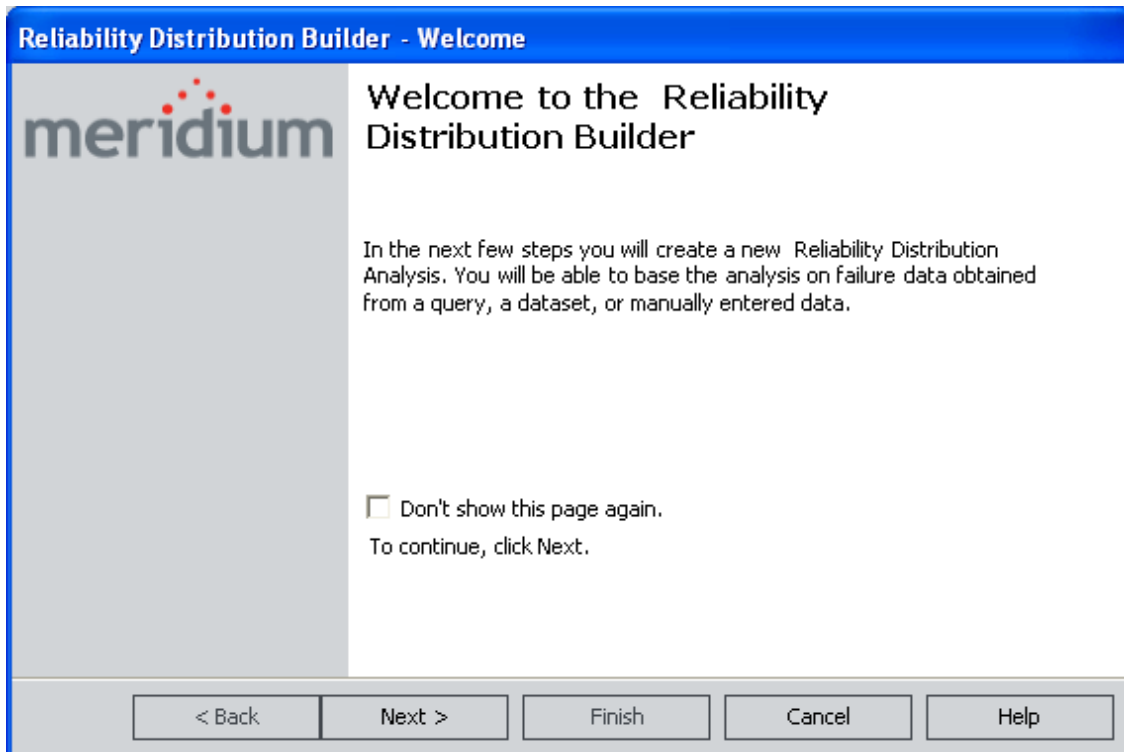 Reliability Distribution Builder - Welcome
meridium
Welcome to the Reliability
Distribution Builder
In the next few steps you will create a new Reliability Distribution
Analysis. You will be able to base the analysis on failure data obtained
from a query, a dataset, or manually entered data.
Don't show this page again.
To continue, click Next.
< Back
Next >
Finish
Cancel
Help